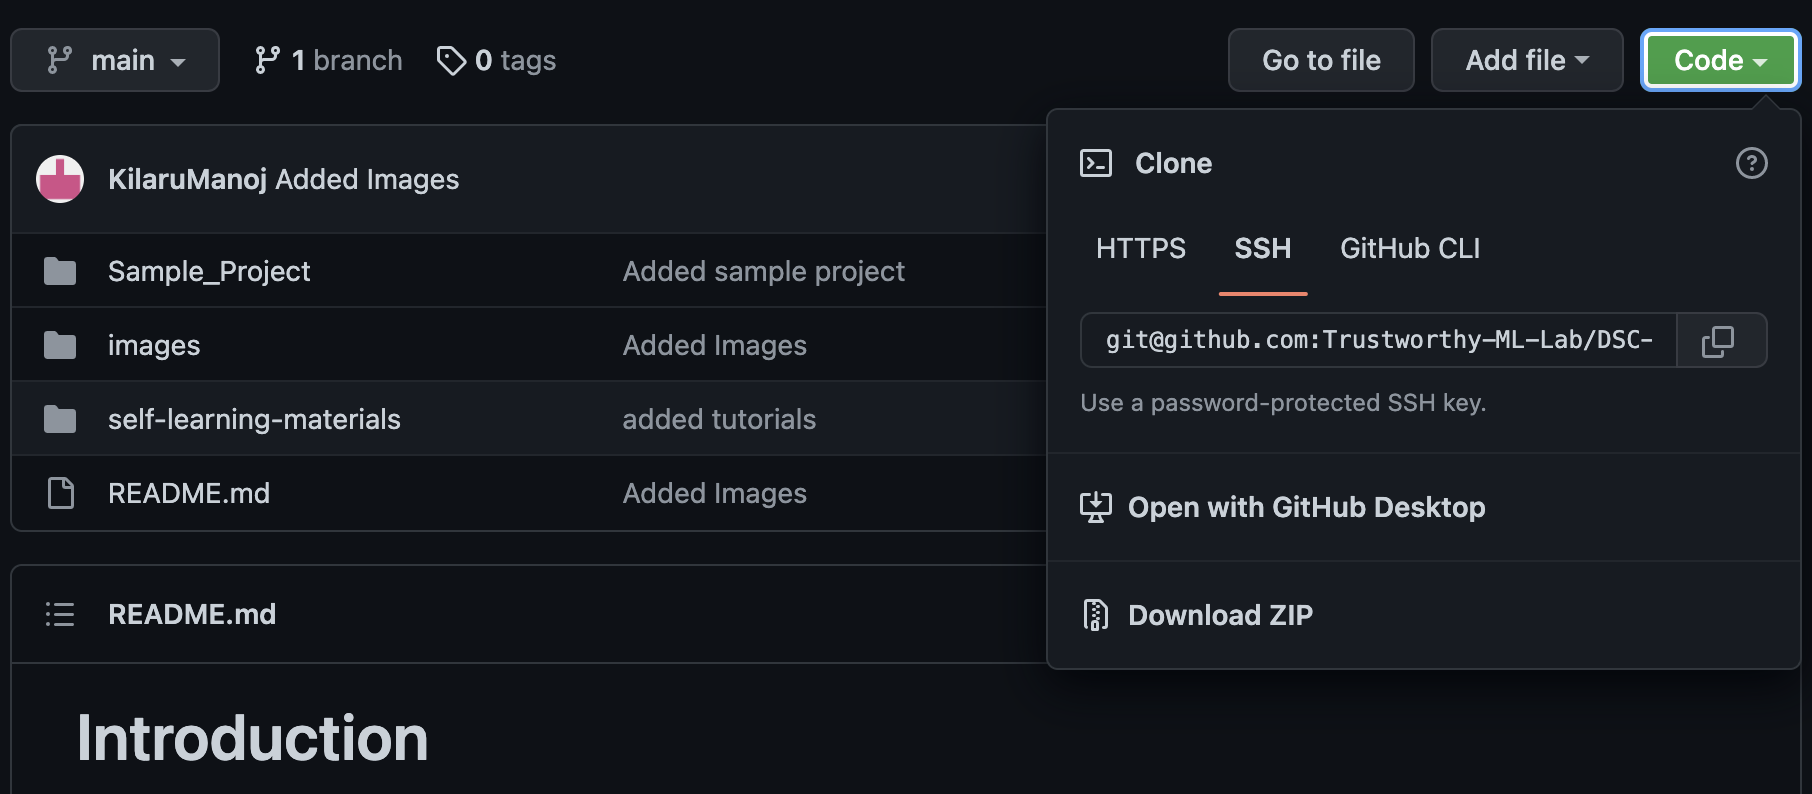 main 1 branch 0 tags Go to file Add file Code
KilaruManoj Added Images
Sample_Project Added sample project
images Added Images
self-learning-materials added tutorials
README.md Added Images
README.md
Introduction
Clone
HTTPS SSH GitHub CLI
git@github.com:Trustworthy-ML-Lab/DSC-
Use a password-protected SSH key.
Open with GitHub Desktop
Download ZIP